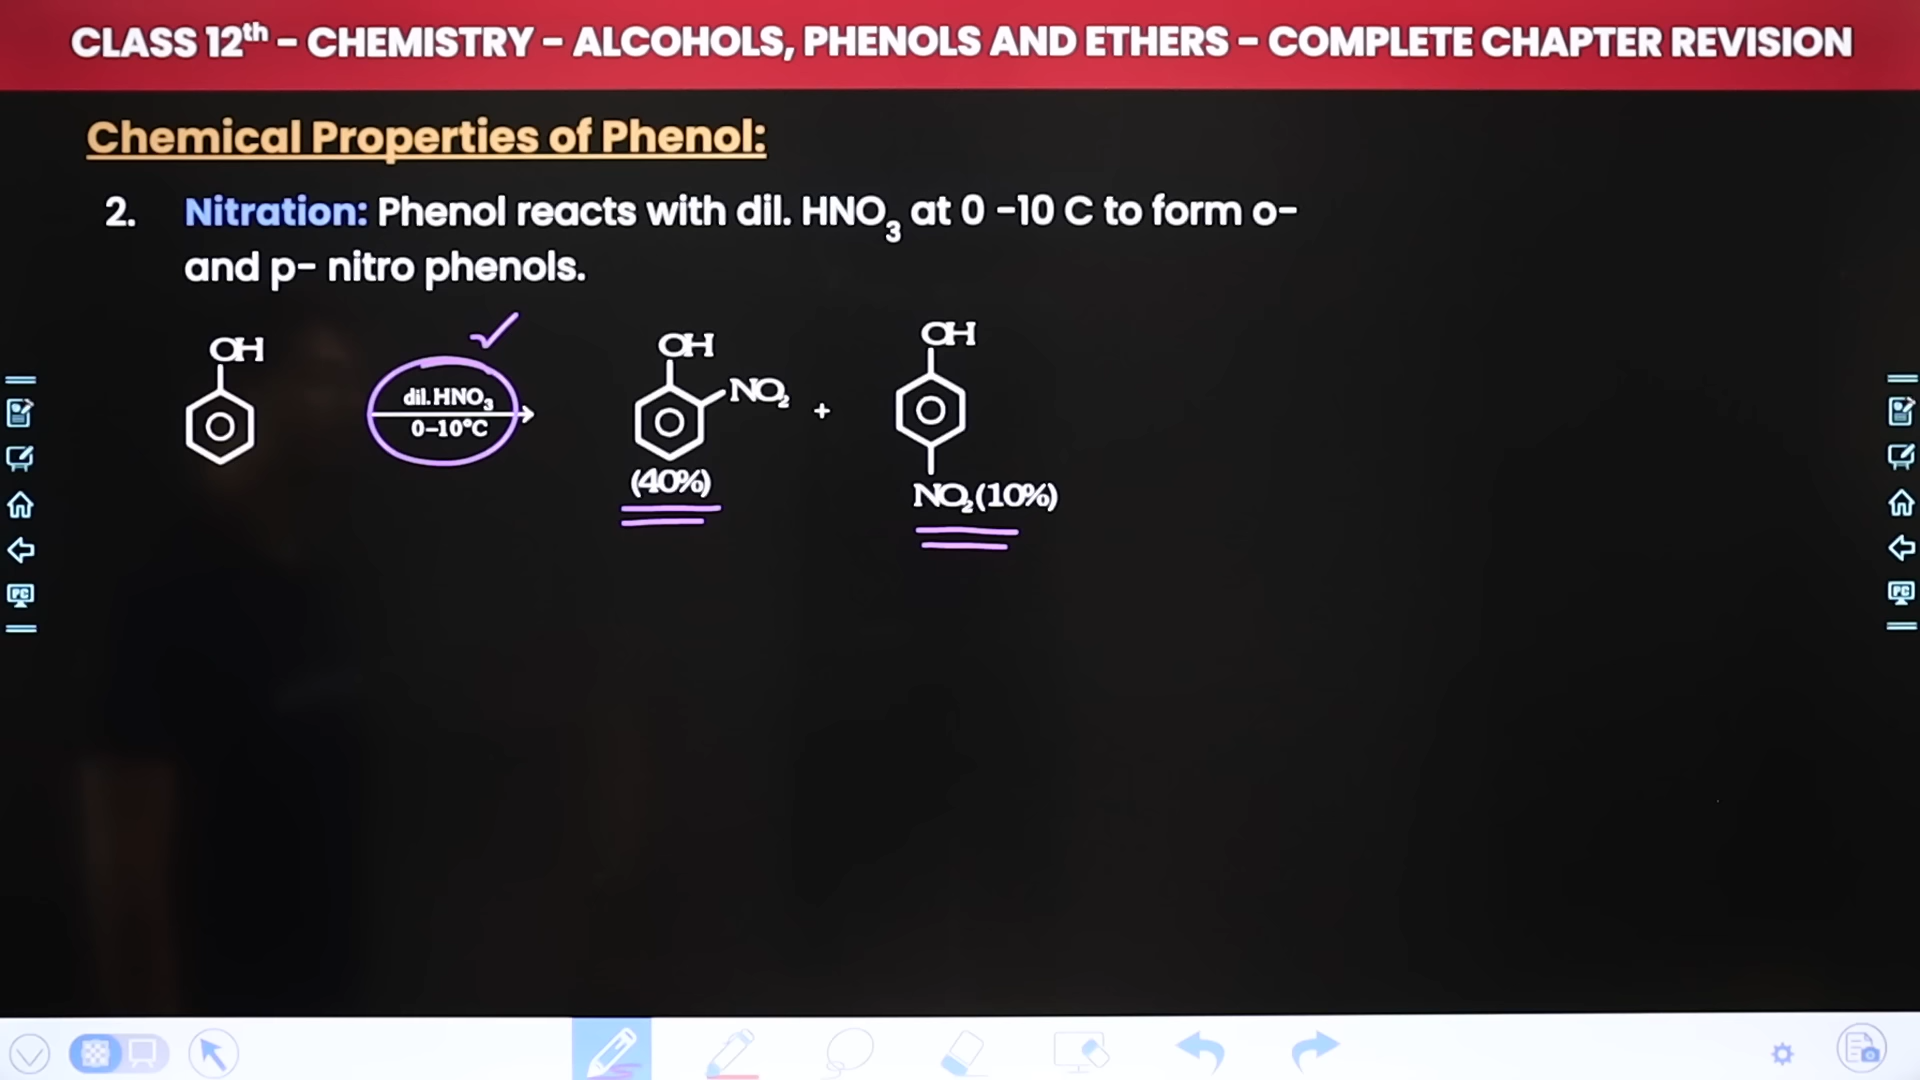 CLASS 12th - CHEMISTRY - ALCOHOLS, PHENOLS AND ETHERS - COMPLETE CHAPTER REVISION
Chemical Properties of Phenol:
2. Nitration: Phenol reacts with dil. HNO3 at 0 -10 C to form o-
and p- nitro phenols.
OH
dil.HNO3
0-10°C
OH
NO2
(40%)
+
OH
NO2(10%)
PC
PC